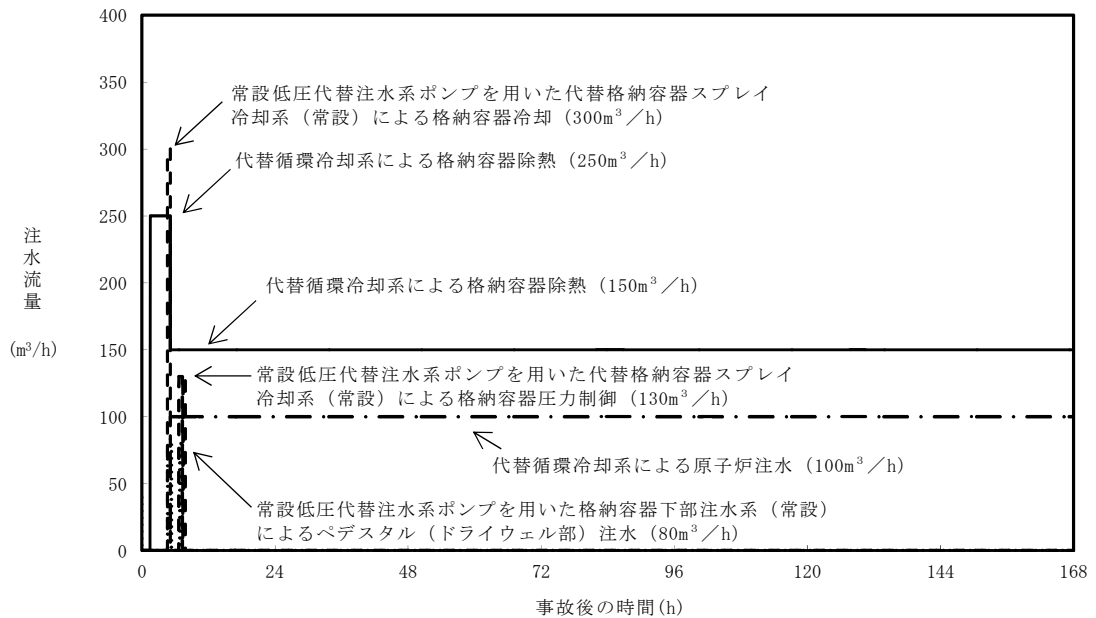 400
350
300
250
200
150
100
50
0
注水流量
(m³/h)
常設低圧代替注水系ポンプを用いた代替格納容器スプレイ
冷却系（常設）による格納容器冷却（300m³／h）
代替循環冷却系による格納容器除熱（250m³／h）
代替循環冷却系による格納容器除熱（150m³／h）
常設低圧代替注水系ポンプを用いた代替格納容器スプレイ
冷却系（常設）による格納容器圧力制御（130m³／h）
代替循環冷却系による原子炉注水（100m³／h）
常設低圧代替注水系ポンプを用いた格納容器下部注水系（常設）
によるペデスタル（ドライウェル部）注水（80m³／h）
0 24 48 72 96 120 144 168
事故後の時間(h)